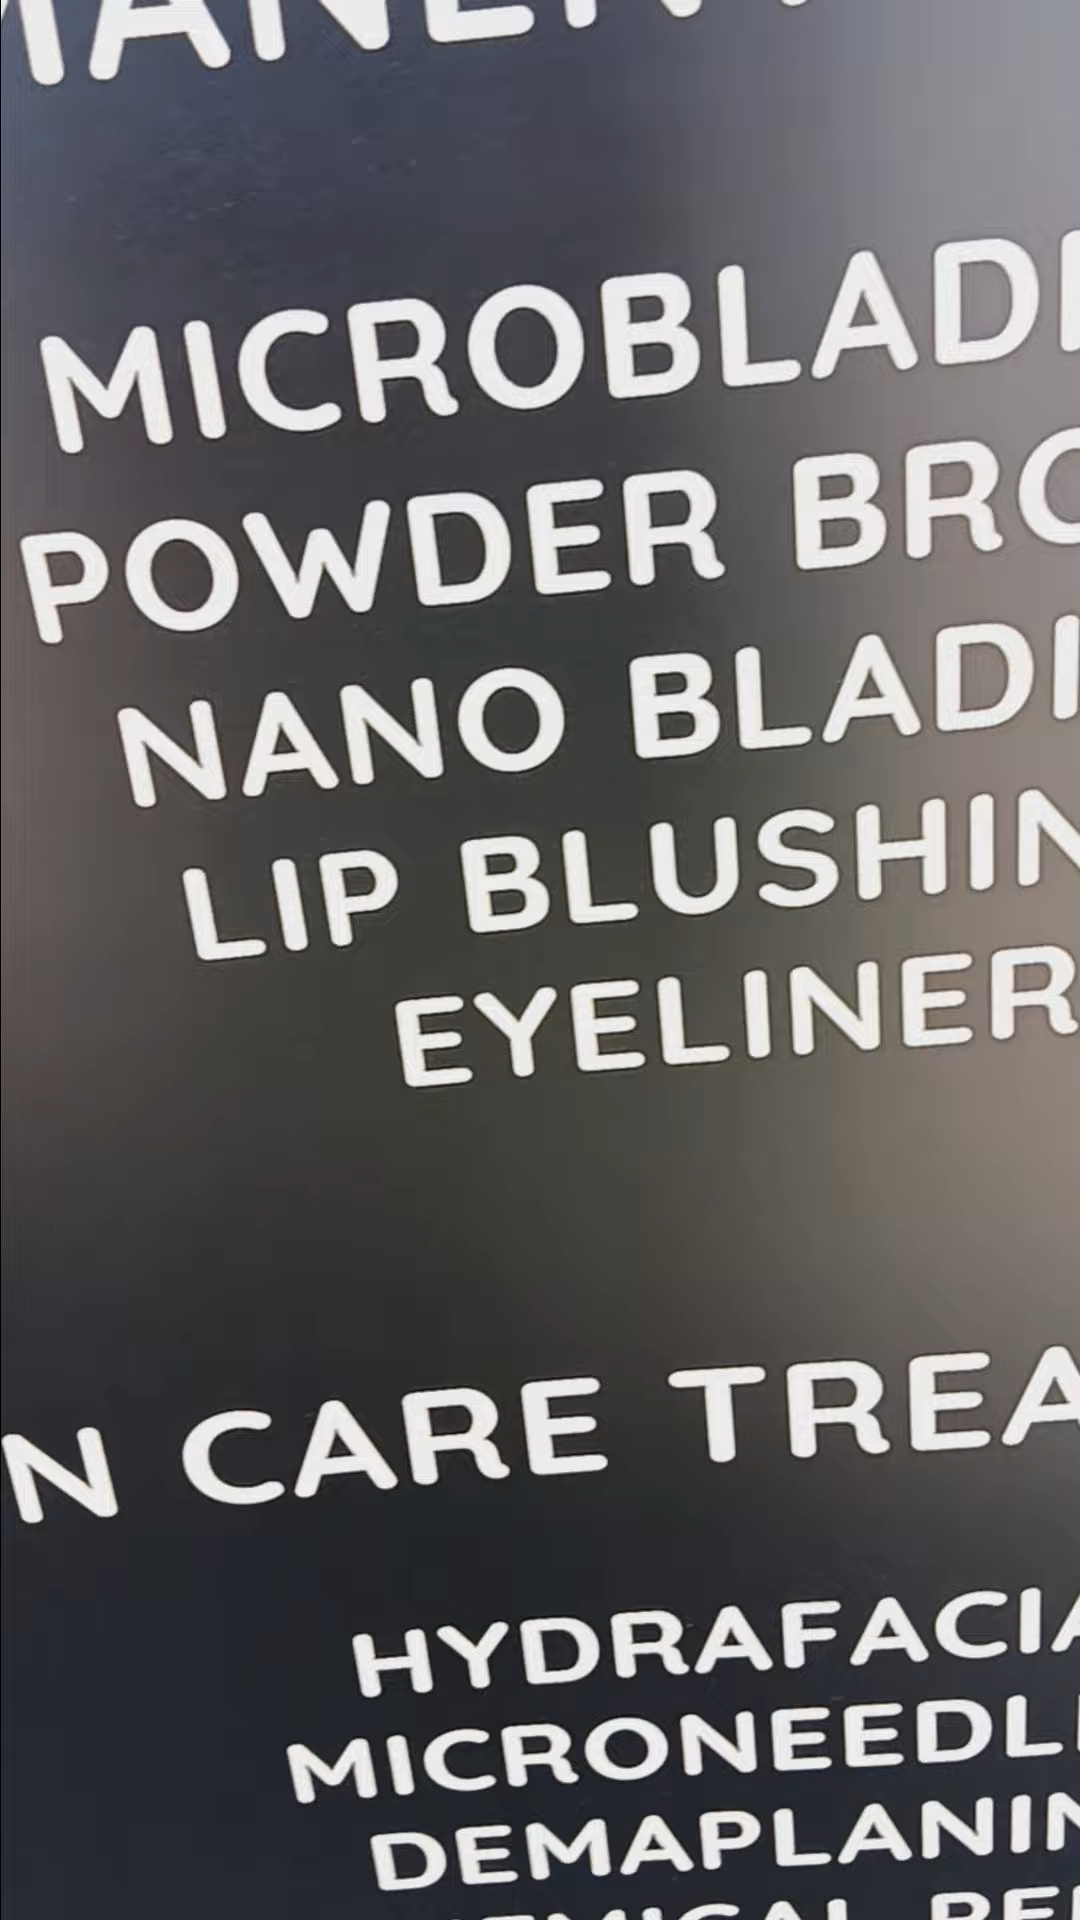 MICROBLADI
POWDER BRO
NANO BLADI
LIP BLUSHIN
EYELINER
N CARE TREA
HYDRAFACIA
MICRONEEDL
DEMAPLANIN